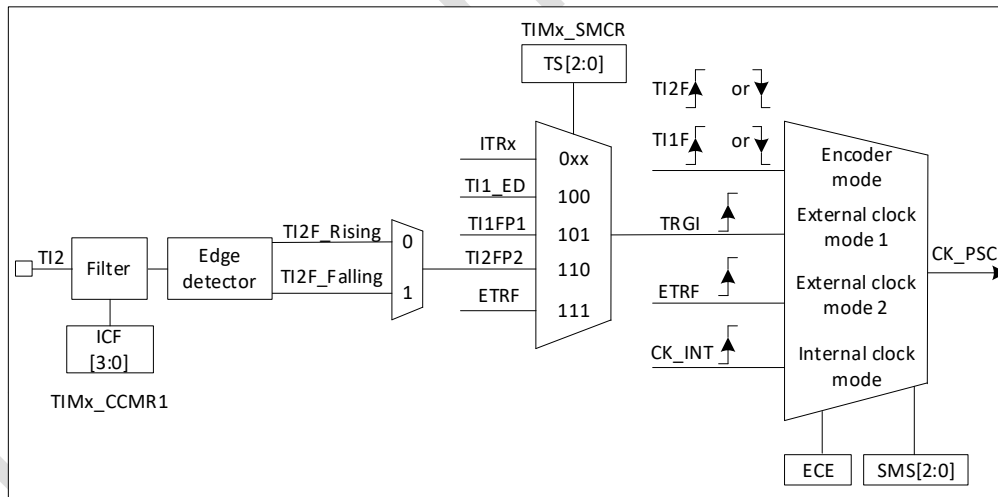 TIMx_SMCR
TS[2:0]
TI2F or
TI1F or
ITRx
0xx
TI1_ED
100
TI1FP1
101
TI2FP2
110
ETRF
111
TI2
Filter
ICF
[3:0]
TIMx_CCMR1
Edge
detector
TI2F_Rising
TI2F_Falling
0
1
TRGI
ETRF
CK_INT
Encoder
mode
External clock
mode 1
External clock
mode 2
Internal clock
mode
CK_PSC
ECE
SMS[2:0]